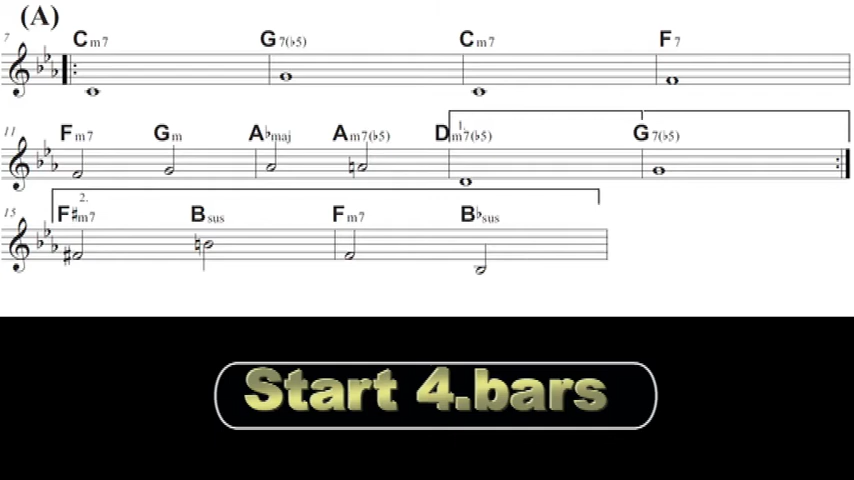 (A)
7 Cm7 G7(♭5) Cm7 F7
11 Fm7 Gm A♭maj Am7(♭5) 1. Dm7(♭5) G7(♭5)
2.
15 F♯m7 Bsus Fm7 B♭sus
Start 4.bars